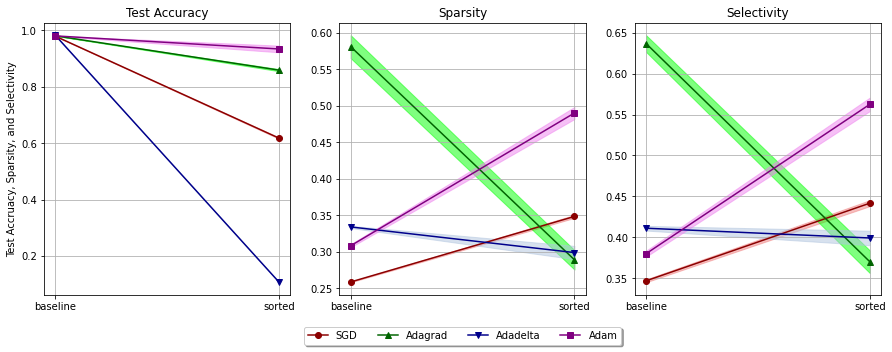 Test Accuracy
Sparsity
Selectivity
Test Accruacy, Sparsity, and Selectivity
1.0
0.8
0.6
0.4
0.2
baseline
sorted
0.60
0.55
0.50
0.45
0.40
0.35
0.30
0.25
baseline
sorted
0.65
0.60
0.55
0.50
0.45
0.40
0.35
baseline
sorted
SGD
Adagrad
Adadelta
Adam